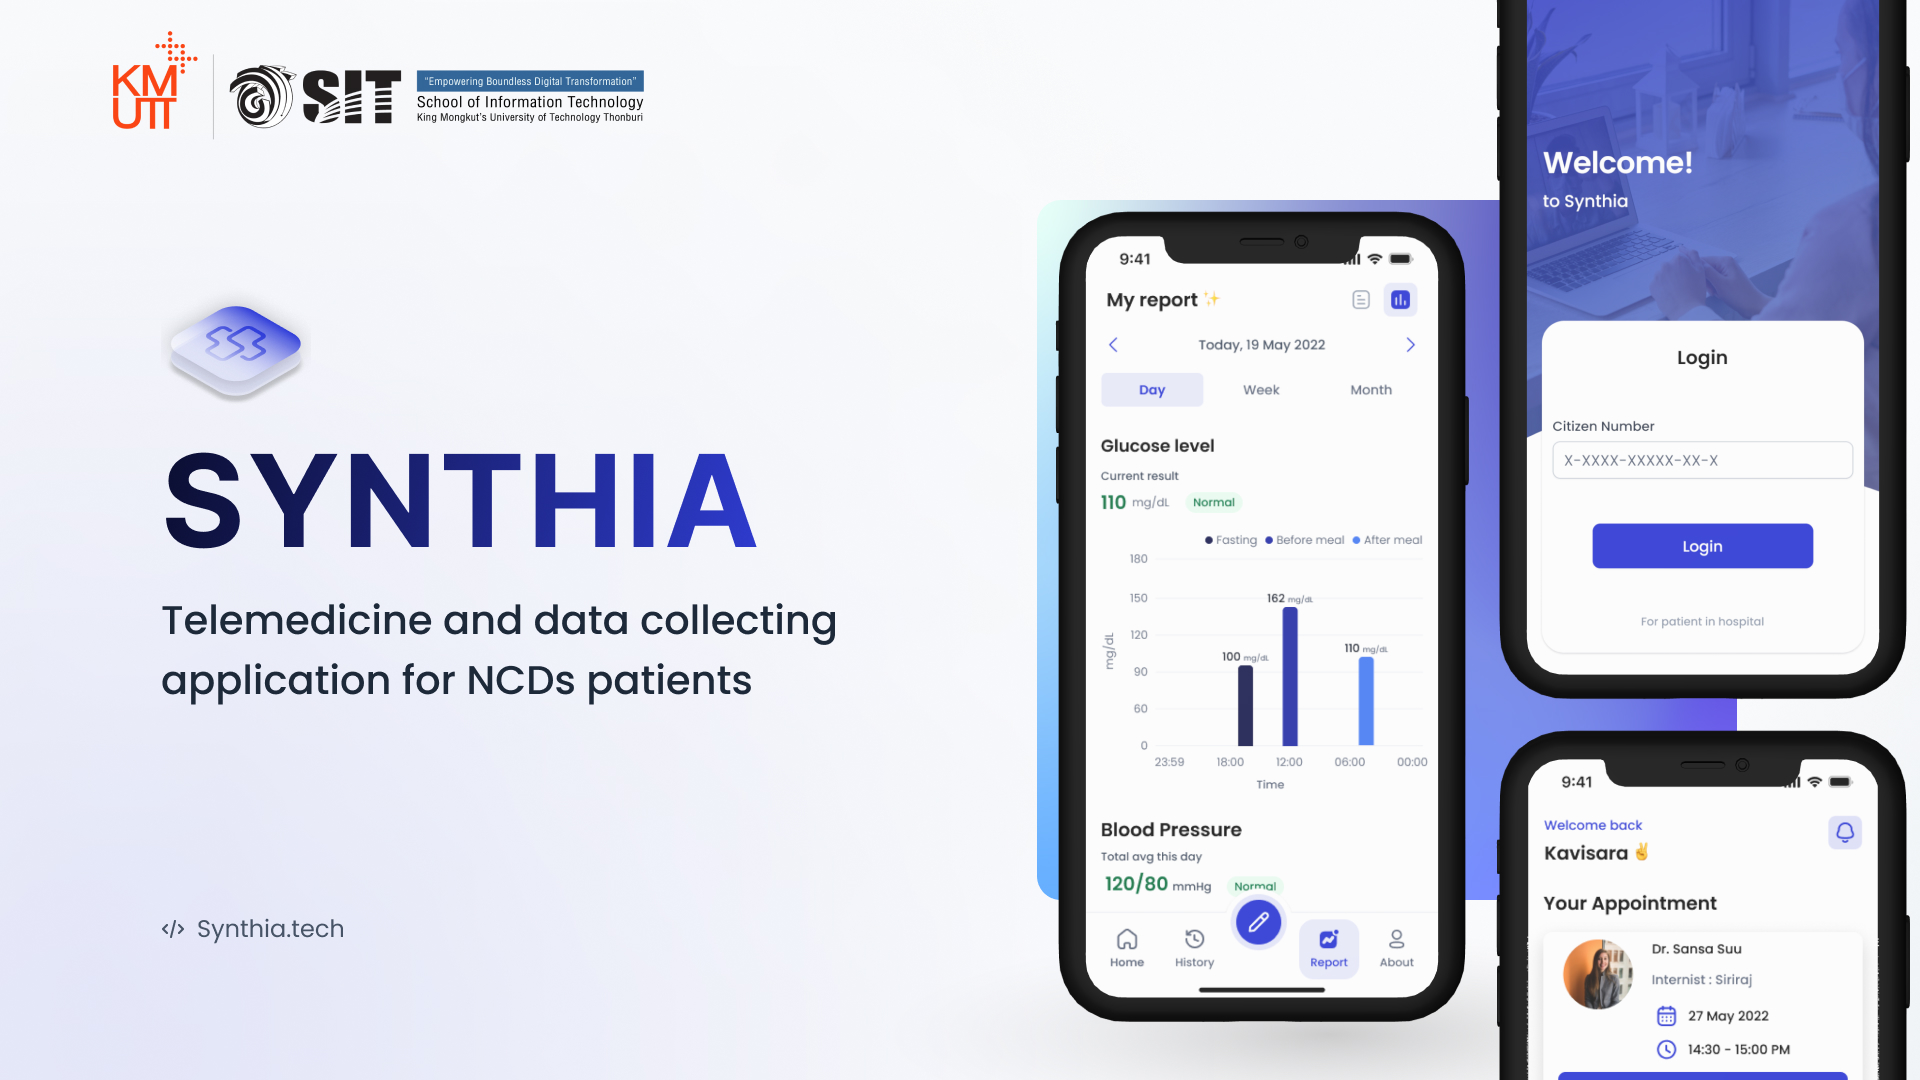 KM
UTT
SIT
"Empowering Boundless Digital Transformation"
School of Information Technology
King Mongkut's University of Technology Thonburi
SYNTHIA
Telemedicine and data collecting
application for NCDs patients
</> Synthia.tech
9:41
My report ✨
Today, 19 May 2022
Day Week Month
Glucose level
Current result
110 mg/dL Normal
Fasting Before meal After meal
180
150
120
90
60
0
mg/dL
100 mg/dL
162 mg/dL
110 mg/dL
23:59 18:00 12:00 06:00 00:00
Time
Blood Pressure
Total avg this day
120/80 mmHg Normal
Home History Report About
Welcome!
to Synthia
Login
Citizen Number
X-XXXX-XXXXX-XX-X
Login
For patient in hospital
9:41
Welcome back
Kavisara ✌️
Your Appointment
Dr. Sansa Suu
Internist : Siriraj
27 May 2022
14:30 - 15:00 PM